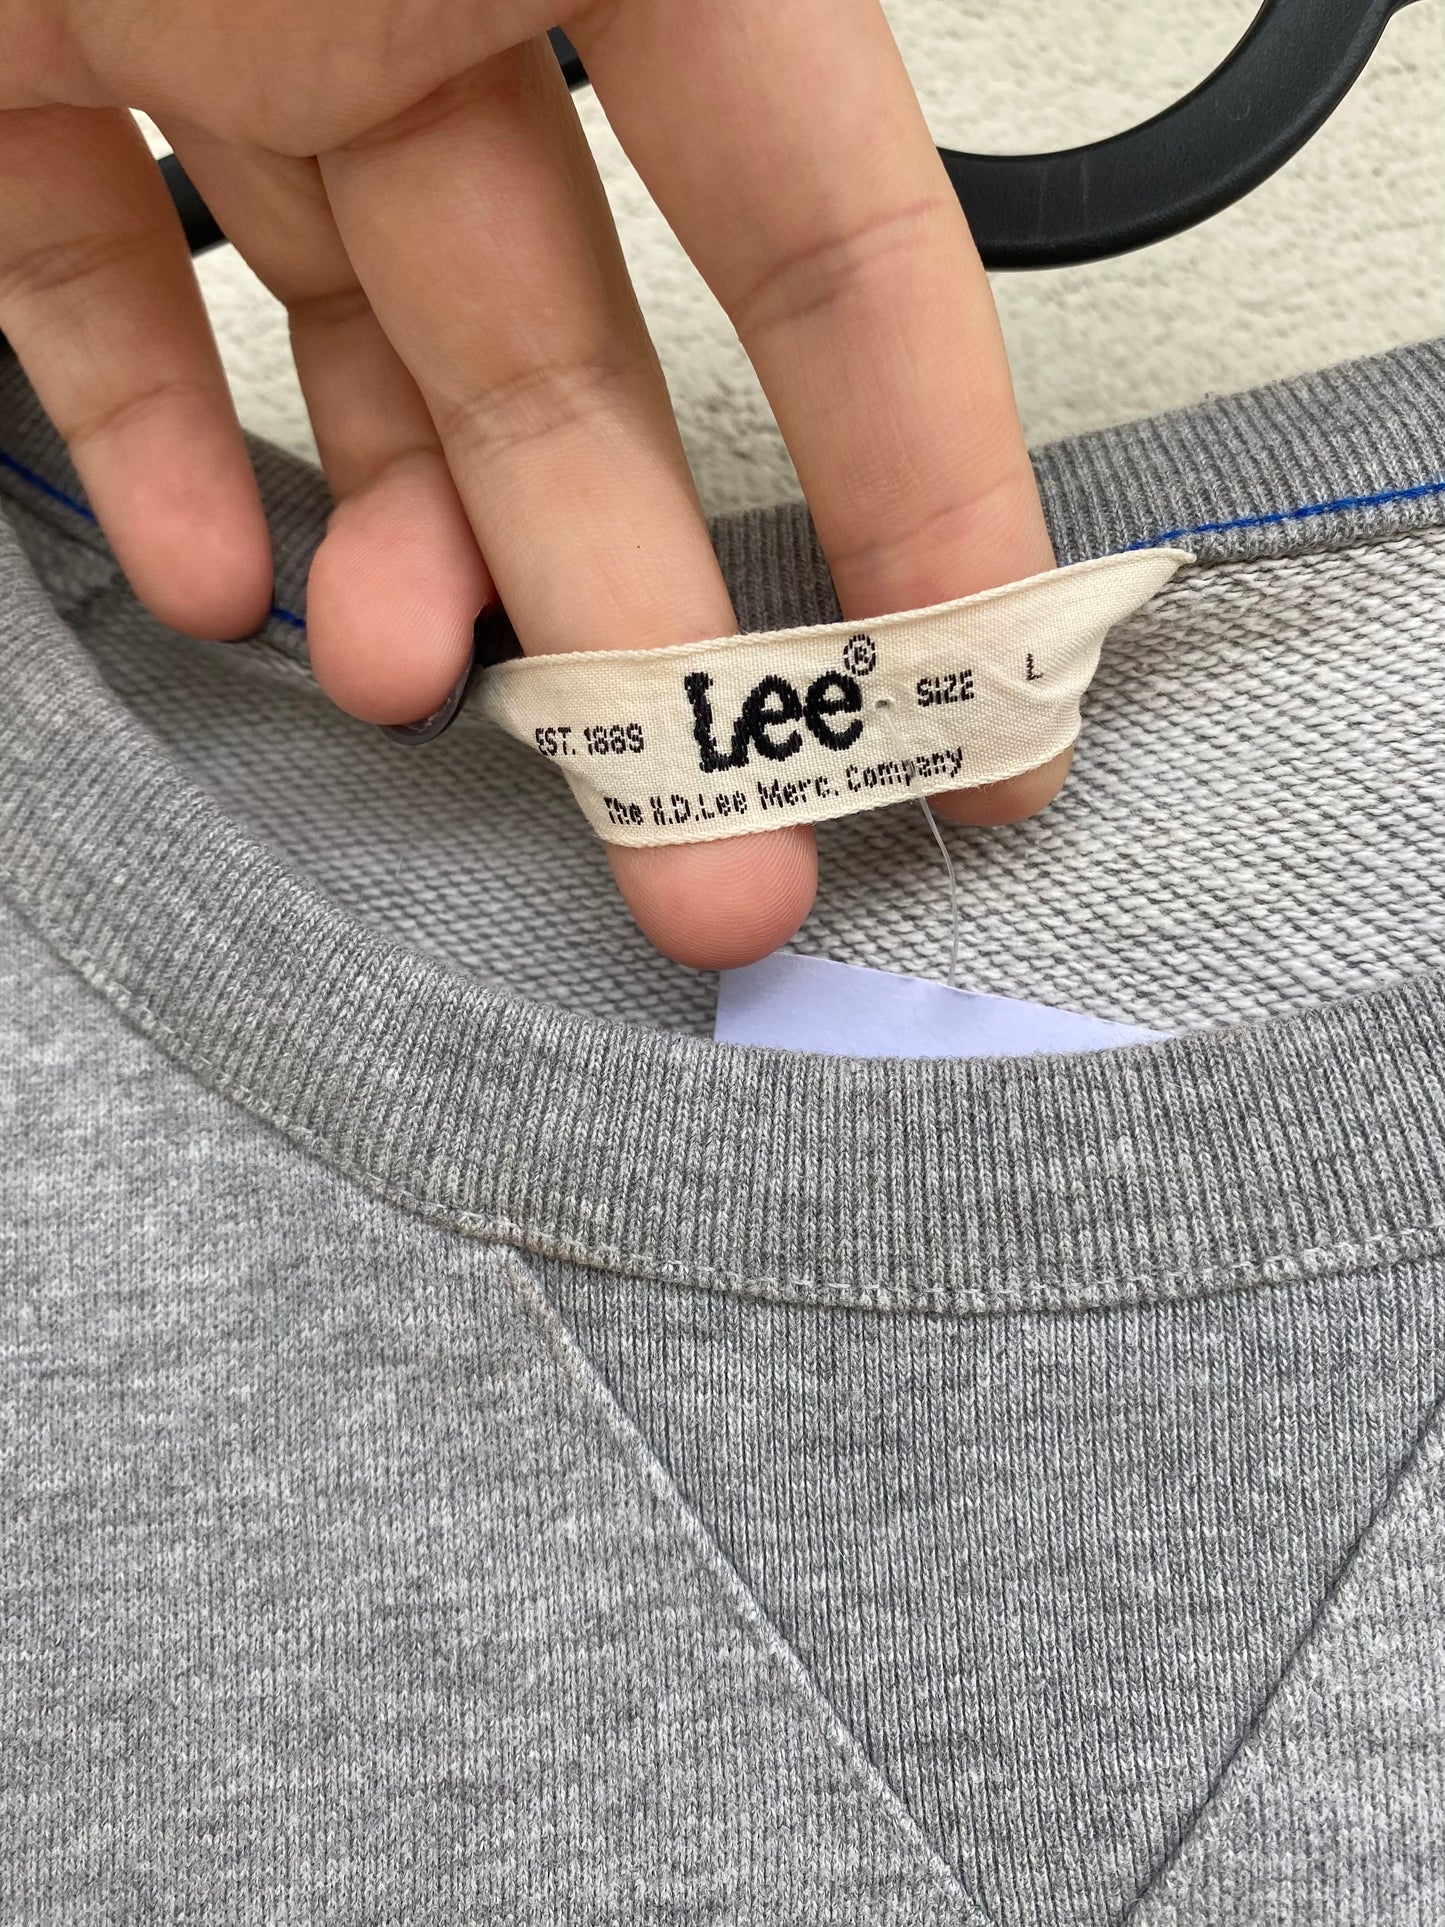 EST. 1889 Lee® SIZE L
The H.D.Lee Merc. Company